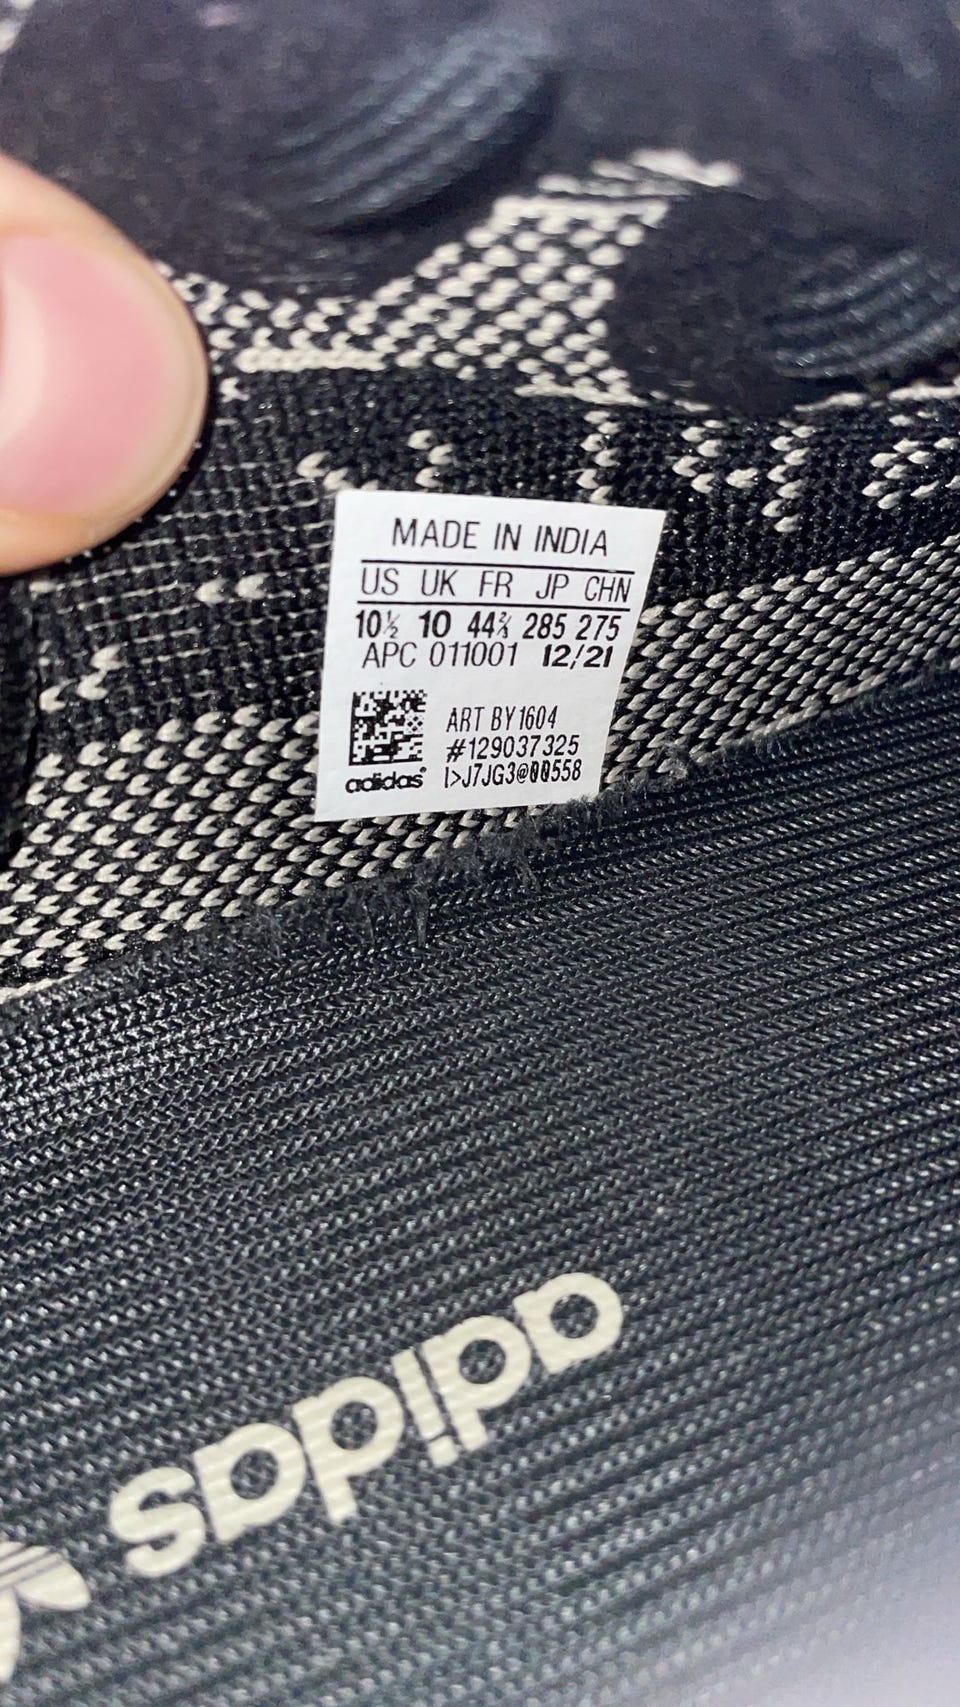 MADE IN INDIA
US UK FR JP CHN
10½ 10 44⅔ 285 275
APC 011001 12/21
ART BY1604
#129037325
adidas® |>J7JG3@00558
adidas